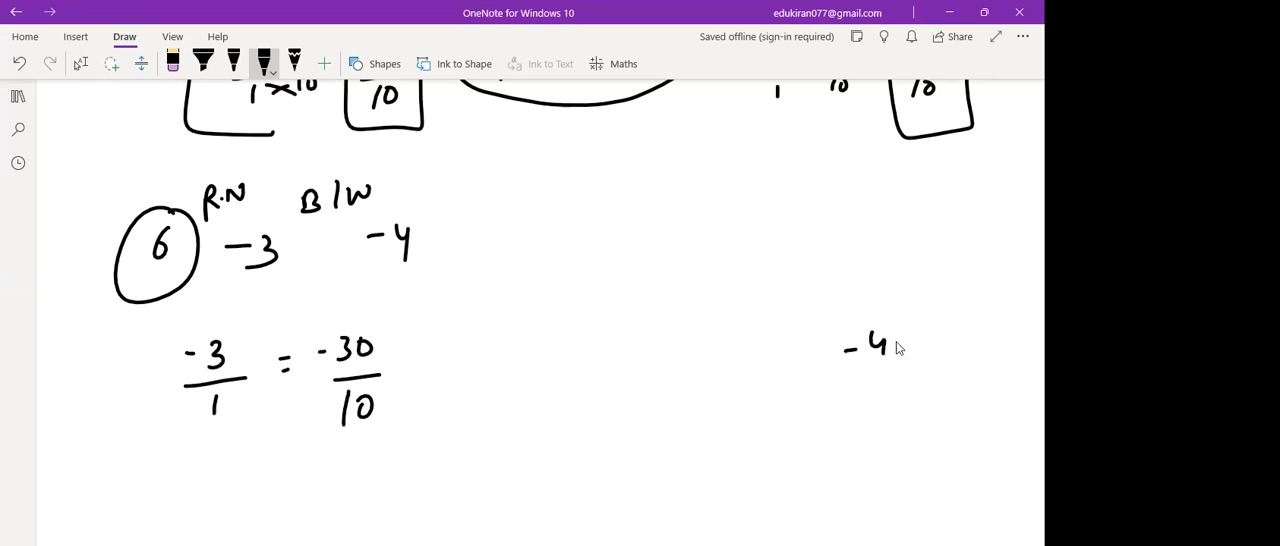 OneNote for Windows 10
edukiran077@gmail.com
Home Insert Draw View Help
Saved offline (sign-in required)
Share
Shapes
Ink to Shape
Ink to Text
Maths
1 × 10
10
1 10
10
R.N B/W
6 -3 -4
-3/1 = -30/10
-4